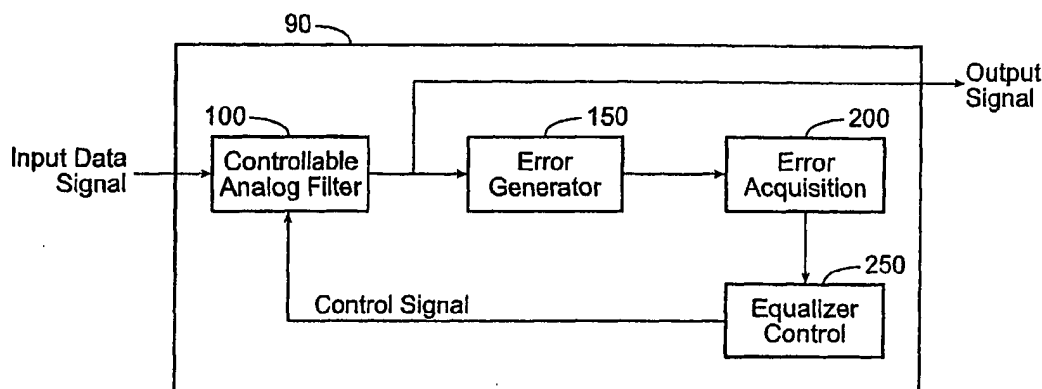 90
Output
Signal
100
150
200
Input Data
Signal
Controllable
Analog Filter
Error
Generator
Error
Acquisition
250
Control Signal
Equalizer
Control